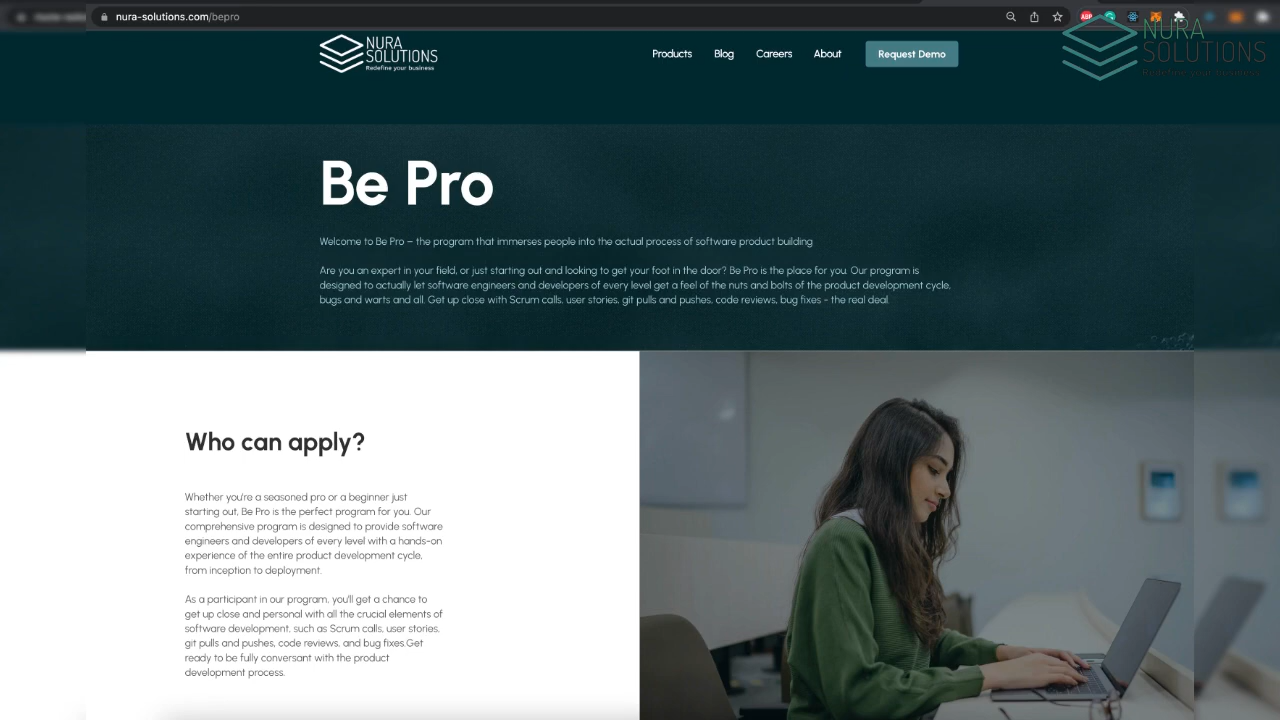 nura-solutions.com/bepro
ABP
NURA
SOLUTIONS
Redefine your business
Products
Blog
Careers
About
Request Demo
NURA
SOLUTIONS
Redefine your business
Be Pro
Welcome to Be Pro – the program that immerses people into the actual process of software product building
Are you an expert in your field, or just starting out and looking to get your foot in the door? Be Pro is the place for you. Our program is
designed to actually let software engineers and developers of every level get a feel of the nuts and bolts of the product development cycle,
bugs and warts and all. Get up close with Scrum calls, user stories, git pulls and pushes, code reviews, bug fixes - the real deal.
Who can apply?
Whether you're a seasoned pro or a beginner just
starting out, Be Pro is the perfect program for you. Our
comprehensive program is designed to provide software
engineers and developers of every level with a hands-on
experience of the entire product development cycle,
from inception to deployment.
As a participant in our program, you'll get a chance to
get up close and personal with all the crucial elements of
software development, such as Scrum calls, user stories,
git pulls and pushes, code reviews, and bug fixes.Get
ready to be fully conversant with the product
development process.